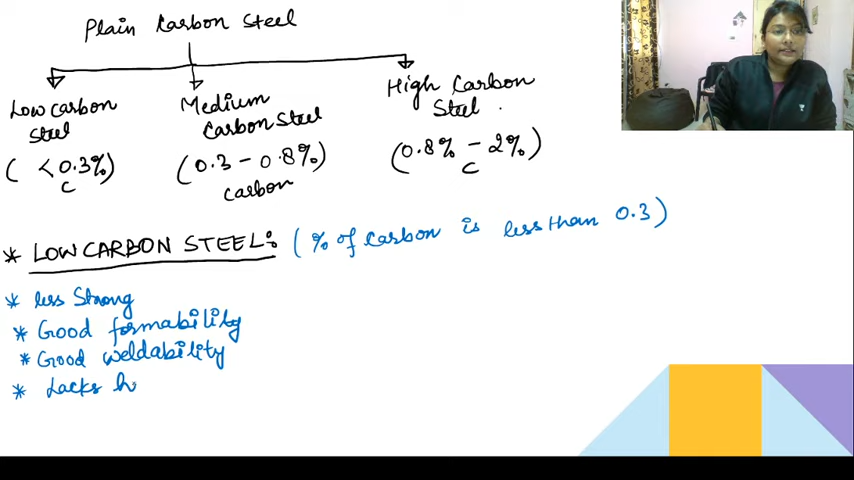 Plain Carbon Steel
Low carbon Steel
(<0.3%)
C
Medium Carbon Steel
(0.3 - 0.8%)
carbon
High Carbon Steel.
(0.8% - 2%)
C
* LOW CARBON STEEL: (% of carbon is less than 0.3)
* less Strong
* Good formability
* Good weldability
* Lacks h